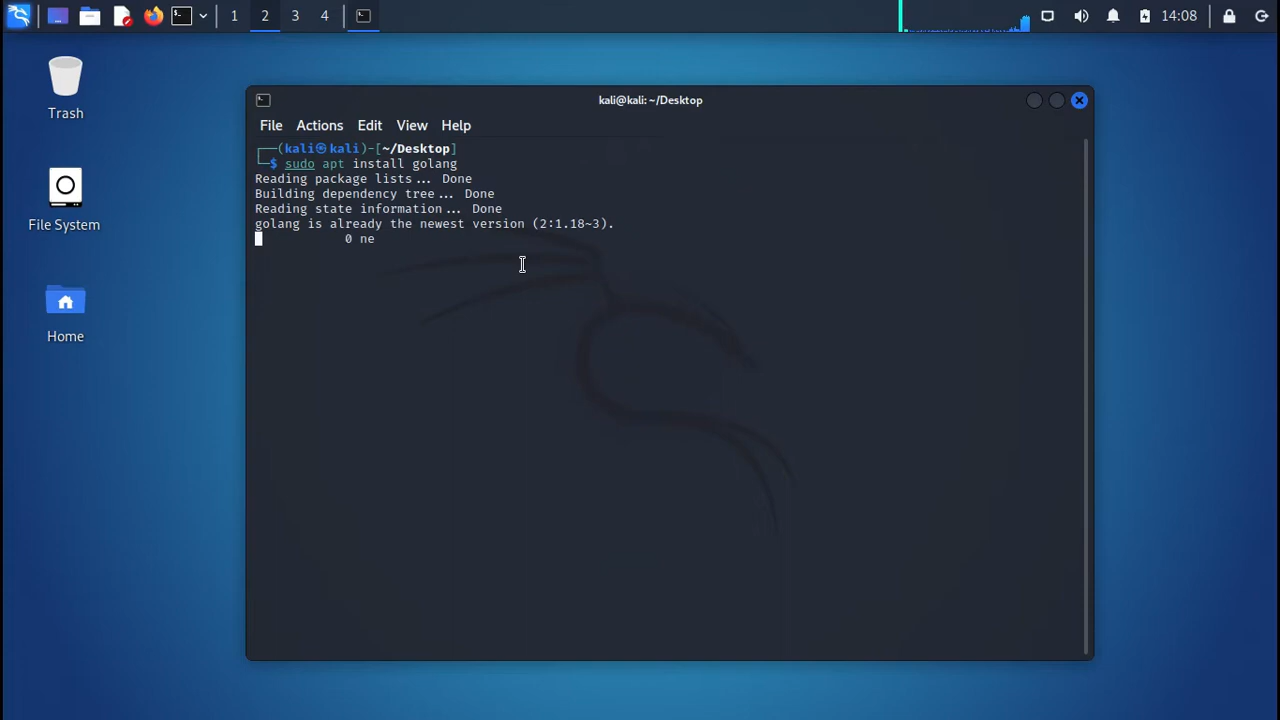 1 2 3 4 14:08
Trash
File System
Home
kali@kali: ~/Desktop
File Actions Edit View Help
┌──(kali㉿kali)-[~/Desktop]
└─$ sudo apt install golang
Reading package lists... Done
Building dependency tree... Done
Reading state information... Done
golang is already the newest version (2:1.18~3).
0 ne